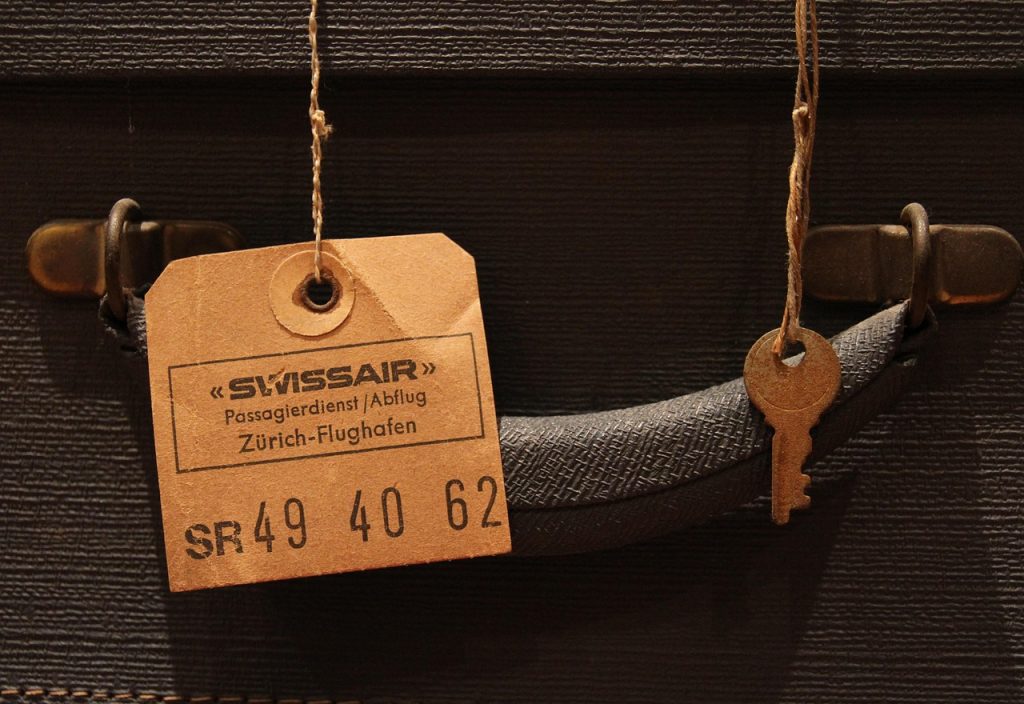 «SWISSAIR»
Passagierdienst/Abflug
Zürich-Flughafen
SR 49 40 62